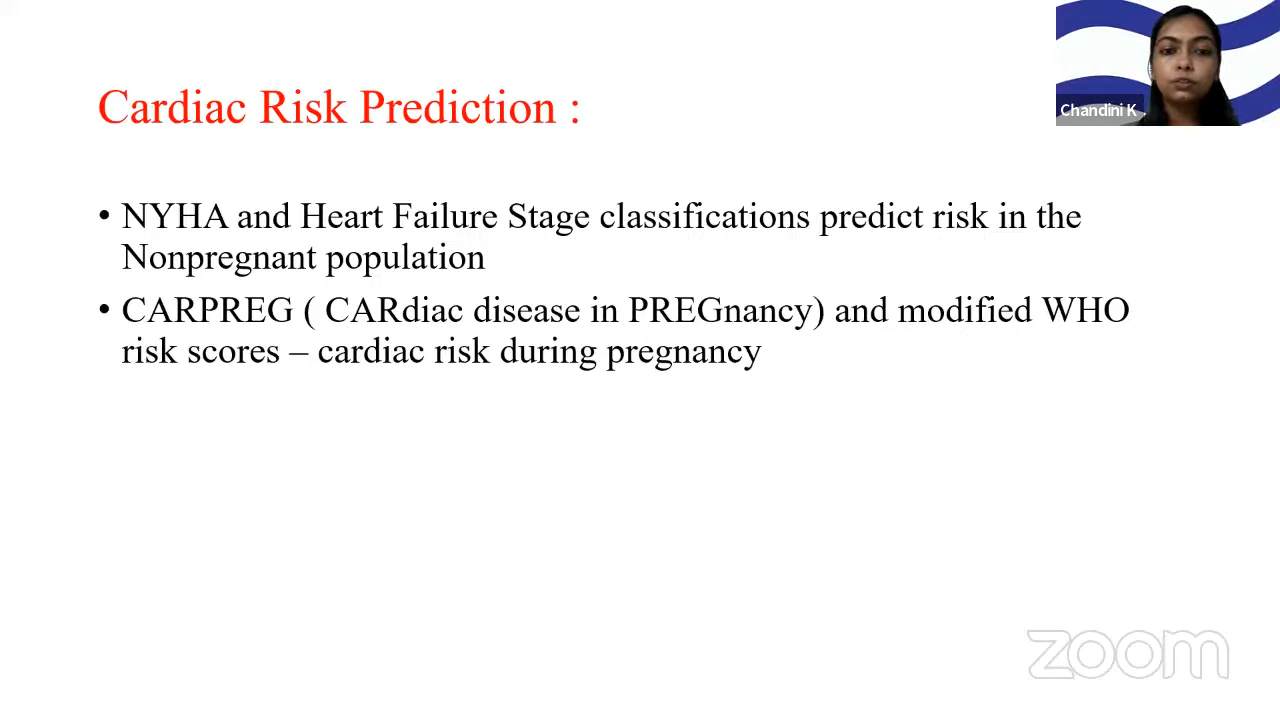 Cardiac Risk Prediction :
Chandini K
• NYHA and Heart Failure Stage classifications predict risk in the
Nonpregnant population
• CARPREG ( CARdiac disease in PREGnancy) and modified WHO
risk scores – cardiac risk during pregnancy
zoom